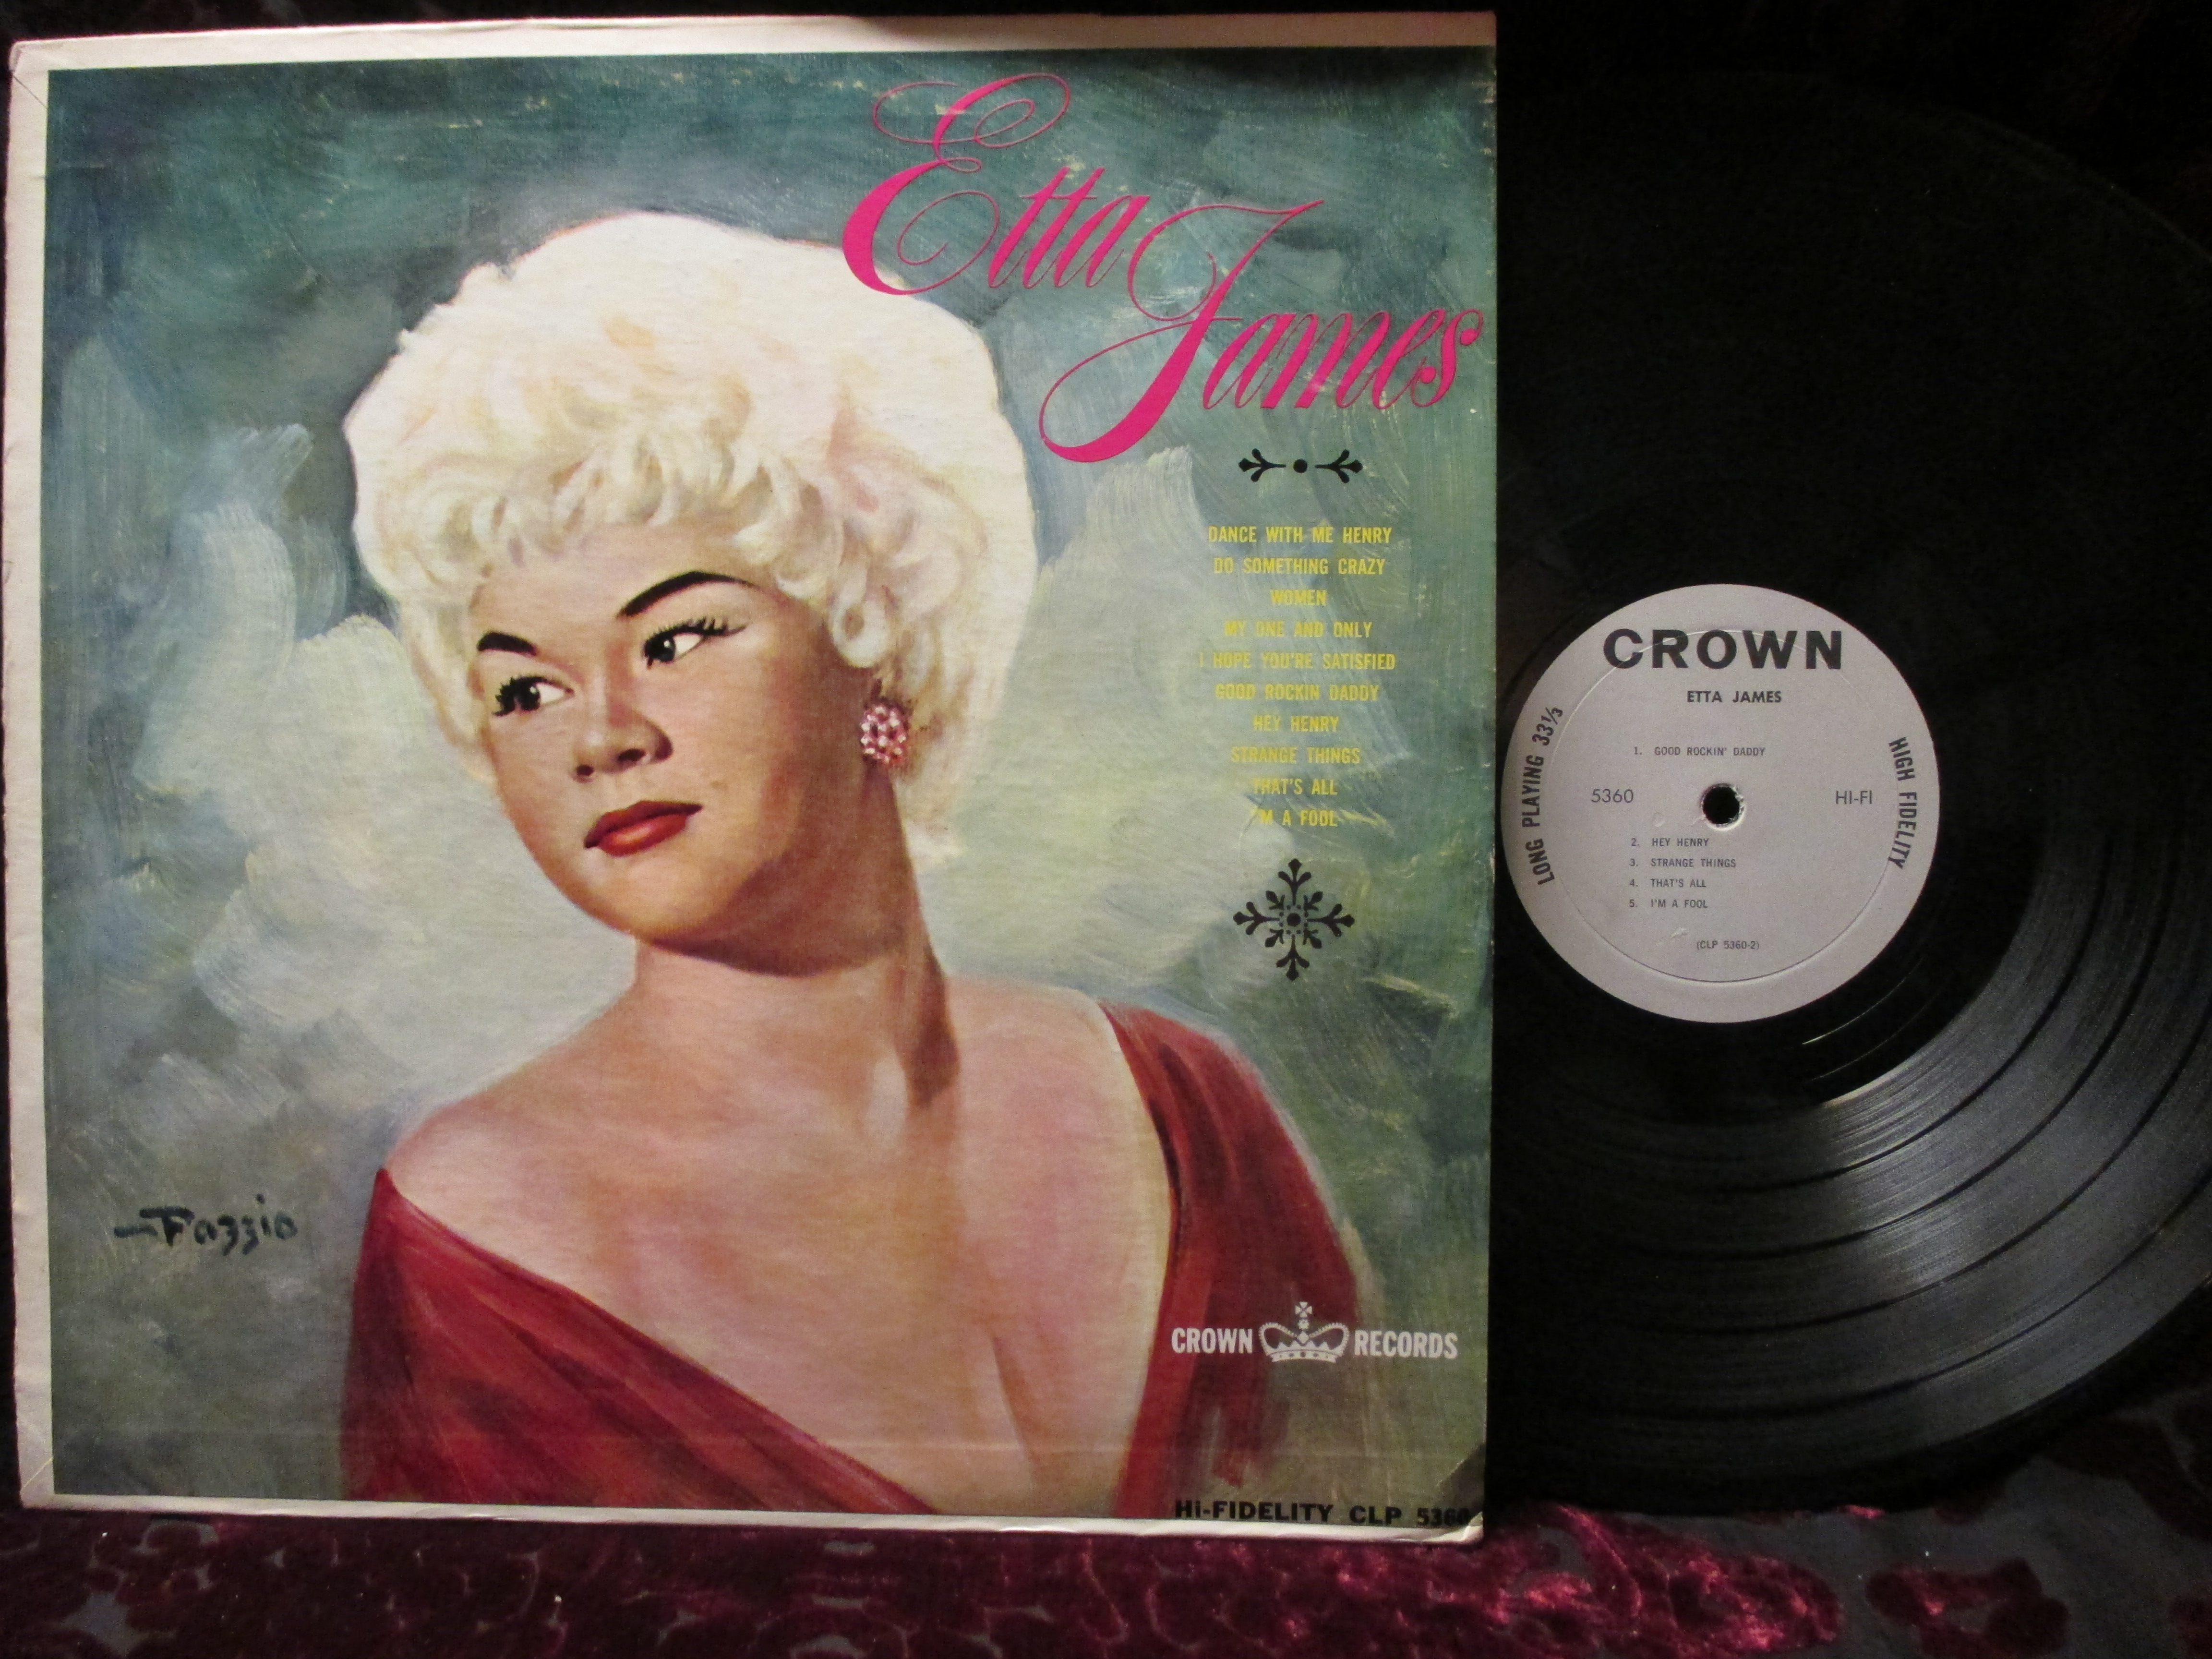 Etta
James
DANCE WITH ME HENRY
DO SOMETHING CRAZY
WOMEN
MY ONE AND ONLY
I HOPE YOU'RE SATISFIED
GOOD ROCKIN DADDY
HEY HENRY
STRANGE THINGS
THAT'S ALL
I'M A FOOL
Fazzio
CROWN RECORDS
Hi-FIDELITY CLP 5360
CROWN
ETTA JAMES
LONG PLAYING 33⅓
HIGH FIDELITY
1. GOOD ROCKIN' DADDY
5360 HI-FI
2. HEY HENRY
3. STRANGE THINGS
4. THAT'S ALL
5. I'M A FOOL
(CLP 5360-2)